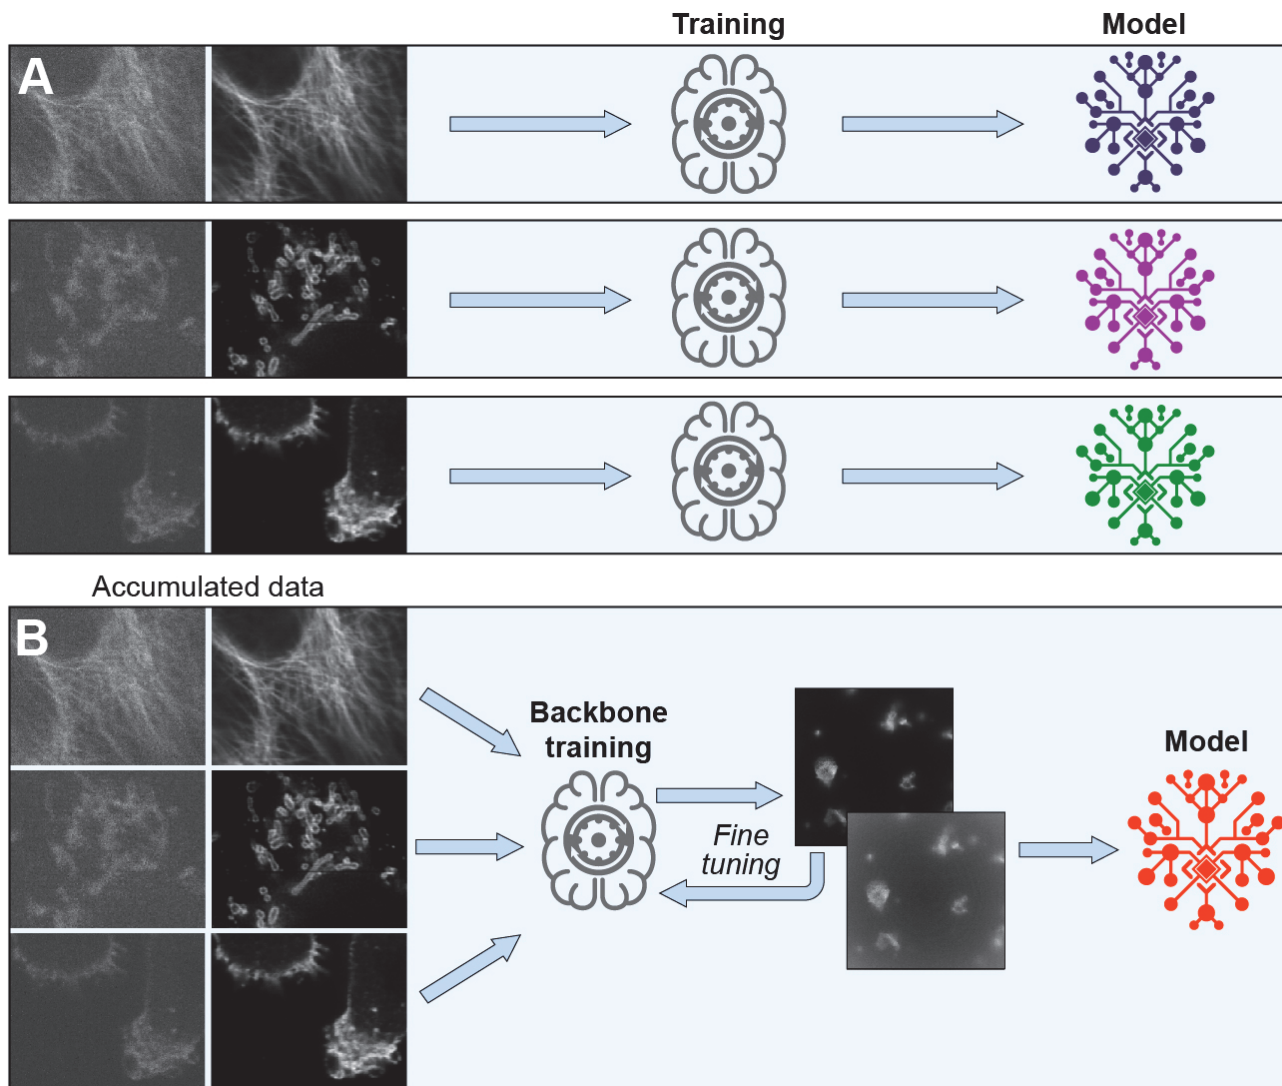 Training
Model
A
Accumulated data
B
Backbone
training
Fine
tuning
Model